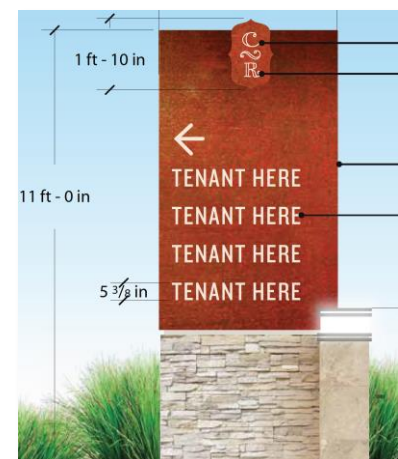 C
R
1 ft - 10 in
TENANT HERE
11 ft - 0 in
TENANT HERE
TENANT HERE
5 3/8 in
TENANT HERE